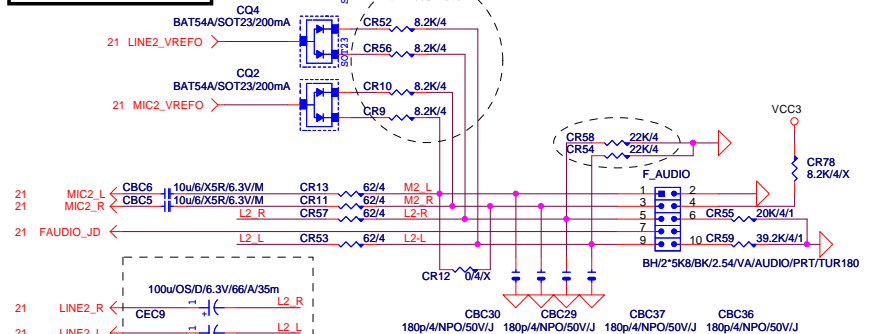 CQ4
BAT54A/SOT23/200mA
21 LINE2_VREFO
SOT23
CR52 8.2K/4
CR56 8.2K/4
CQ2
BAT54A/SOT23/200mA
21 MIC2_VREFO
CR10 8.2K/4
CR9 8.2K/4
VCC3
CR58 22K/4
CR54 22K/4
CR78
8.2K/4/X
F_AUDIO
21 MIC2_L CBC6 10u/6/X5R/6.3V/M CR13 62/4 M2_L 1 2
21 MIC2_R CBC5 10u/6/X5R/6.3V/M CR11 62/4 M2_R 3 4
L2_R CR57 62/4 L2-R 5 6 CR55 20K/4/1
21 FAUDIO_JD 7
L2_L CR53 62/4 L2-L 9 10 CR59 39.2K/4/1
BH/2*5K8/BK/2.54/VA/AUDIO/PRT/TUR180
CR12 0/4/X
100u/OS/D/6.3V/66/A/35m
21 LINE2_R 1 + L2_R
CEC9
CBC30 CBC29 CBC37 CBC36
180p/4/NPO/50V/J 180p/4/NPO/50V/J 180p/4/NPO/50V/J 180p/4/NPO/50V/J
21 LINE2_L 1 L2_L